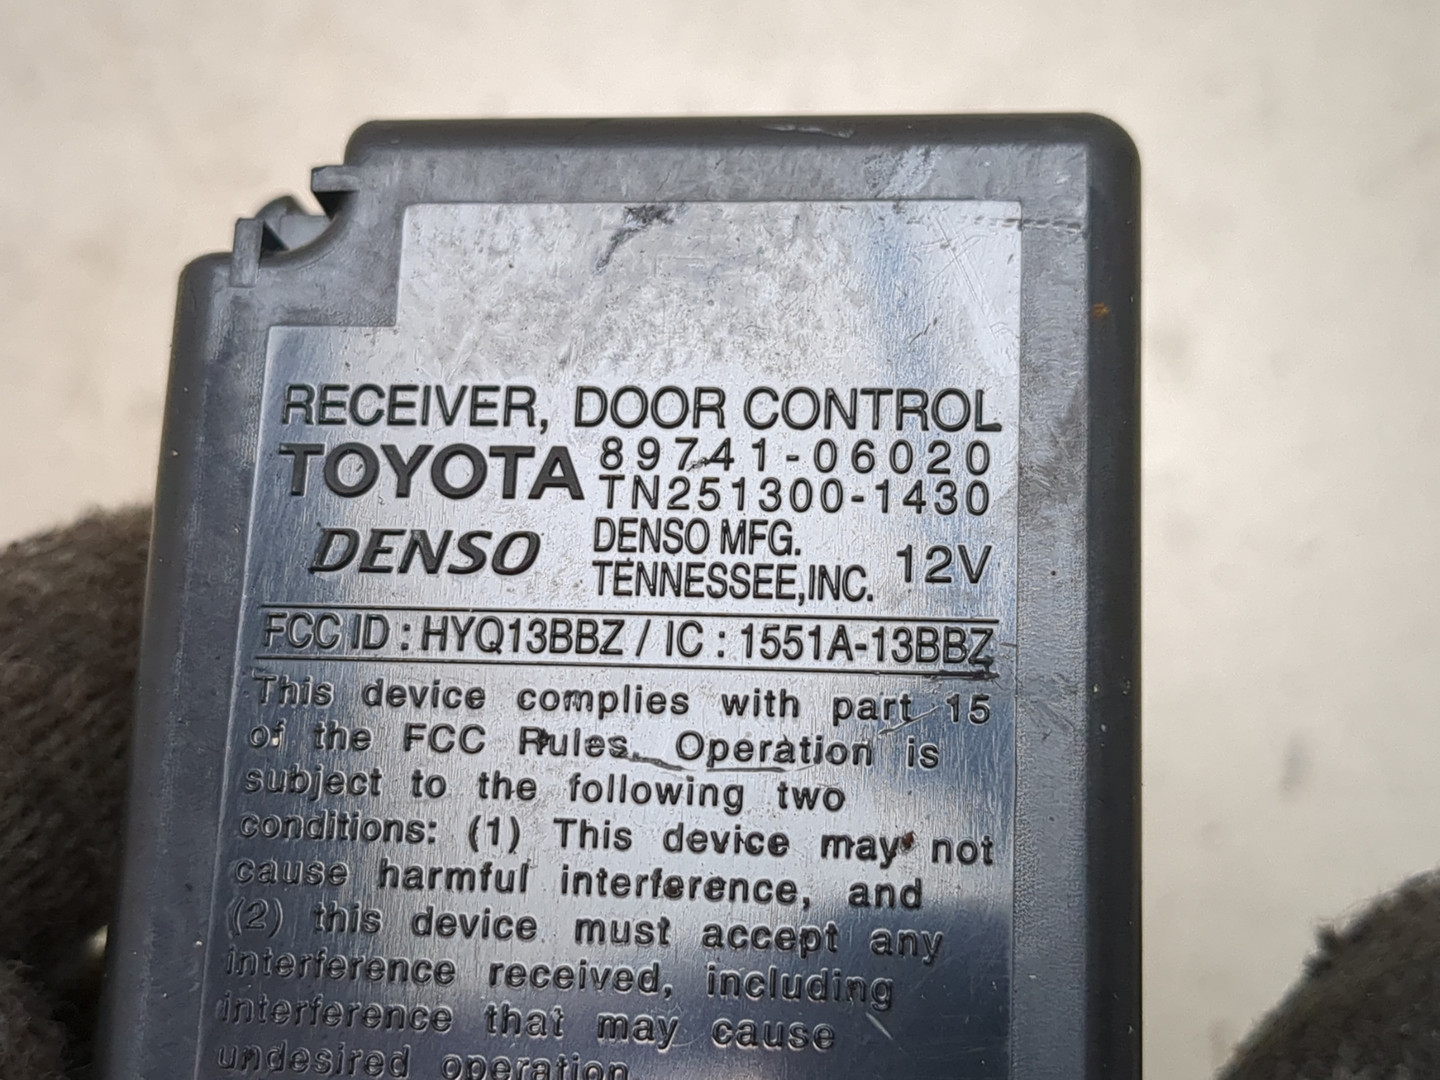 RECEIVER, DOOR CONTROL
TOYOTA 89741-06020
TN251300-1430
DENSO DENSO MFG. TENNESSEE,INC. 12V
FCC ID : HYQ13BBZ / IC : 1551A-13BBZ
This device complies with part 15
of the FCC Rules. Operation is
subject to the following two
conditions: (1) This device may not
cause harmful interference, and
(2) this device must accept any
interference received, including
interference that may cause
undesired operation.